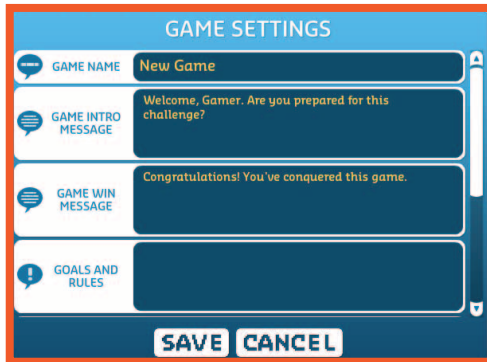 GAME SETTINGS
GAME NAME
New Game
GAME INTRO
MESSAGE
Welcome, Gamer. Are you prepared for this
challenge?
GAME WIN
MESSAGE
Congratulations! You've conquered this game.
GOALS AND
RULES
SAVE CANCEL